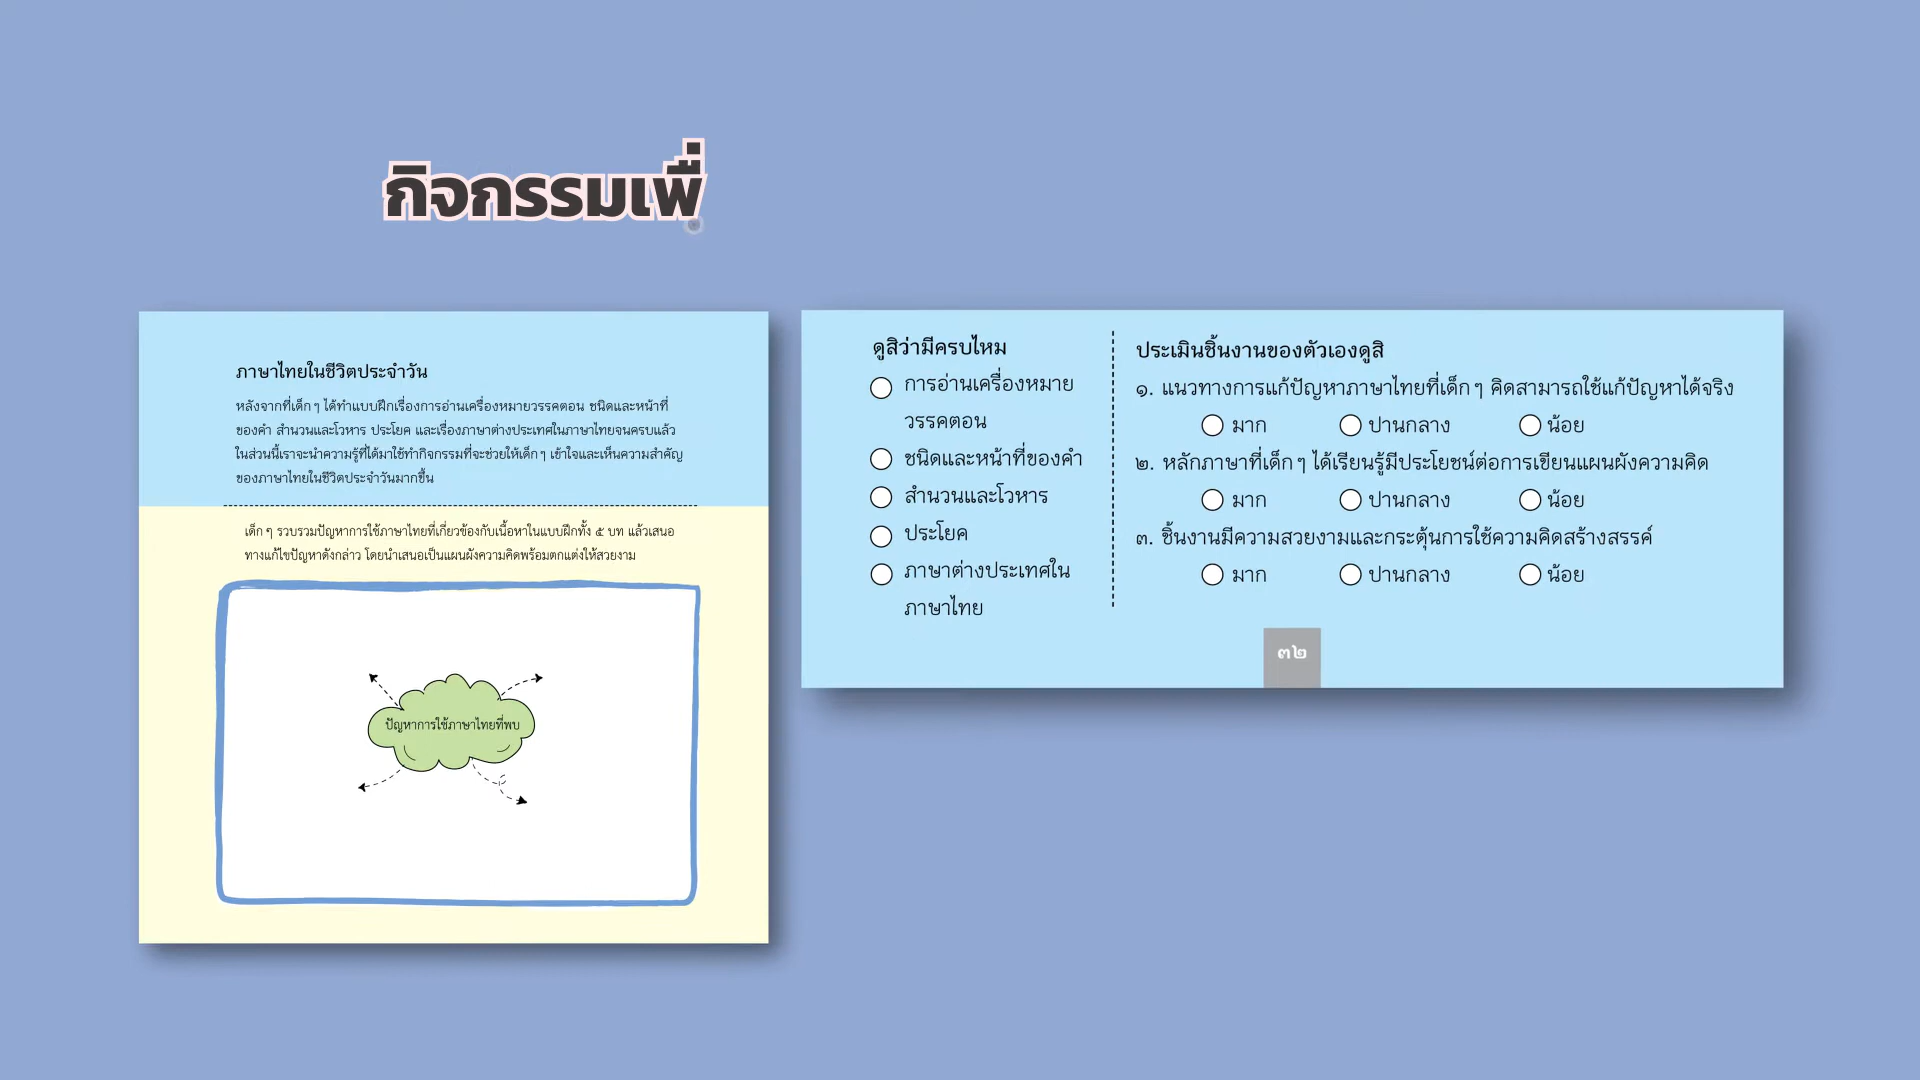 กิจกรรมเพื่
ภาษาไทยในชีวิตประจำวัน
หลังจากที่เด็ก ๆ ได้ทำแบบฝึกเรื่องการอ่านเครื่องหมายวรรคตอน ชนิดและหน้าที่
ของคำ สำนวนและโวหาร ประโยค และเรื่องภาษาต่างประเทศในภาษาไทยจนครบแล้ว
ในส่วนนี้เราจะนำความรู้ที่ได้มาใช้ทำกิจกรรมที่จะช่วยให้เด็ก ๆ เข้าใจและเห็นความสำคัญ
ของภาษาไทยในชีวิตประจำวันมากขึ้น
เด็ก ๆ รวบรวมปัญหาการใช้ภาษาไทยที่เกี่ยวข้องกับเนื้อหาในแบบฝึกทั้ง ๕ บท แล้วเสนอ
ทางแก้ไขปัญหาดังกล่าว โดยนำเสนอเป็นแผนผังความคิดพร้อมตกแต่งให้สวยงาม
ปัญหาการใช้ภาษาไทยที่พบ
ดูสิว่ามีครบไหม
การอ่านเครื่องหมาย
วรรคตอน
ชนิดและหน้าที่ของคำ
สำนวนและโวหาร
ประโยค
ภาษาต่างประเทศใน
ภาษาไทย
ประเมินชิ้นงานของตัวเองดูสิ
๑. แนวทางการแก้ปัญหาภาษาไทยที่เด็ก ๆ คิดสามารถใช้แก้ปัญหาได้จริง
มาก ปานกลาง น้อย
๒. หลักภาษาที่เด็ก ๆ ได้เรียนรู้มีประโยชน์ต่อการเขียนแผนผังความคิด
มาก ปานกลาง น้อย
๓. ชิ้นงานมีความสวยงามและกระตุ้นการใช้ความคิดสร้างสรรค์
มาก ปานกลาง น้อย
๓๒